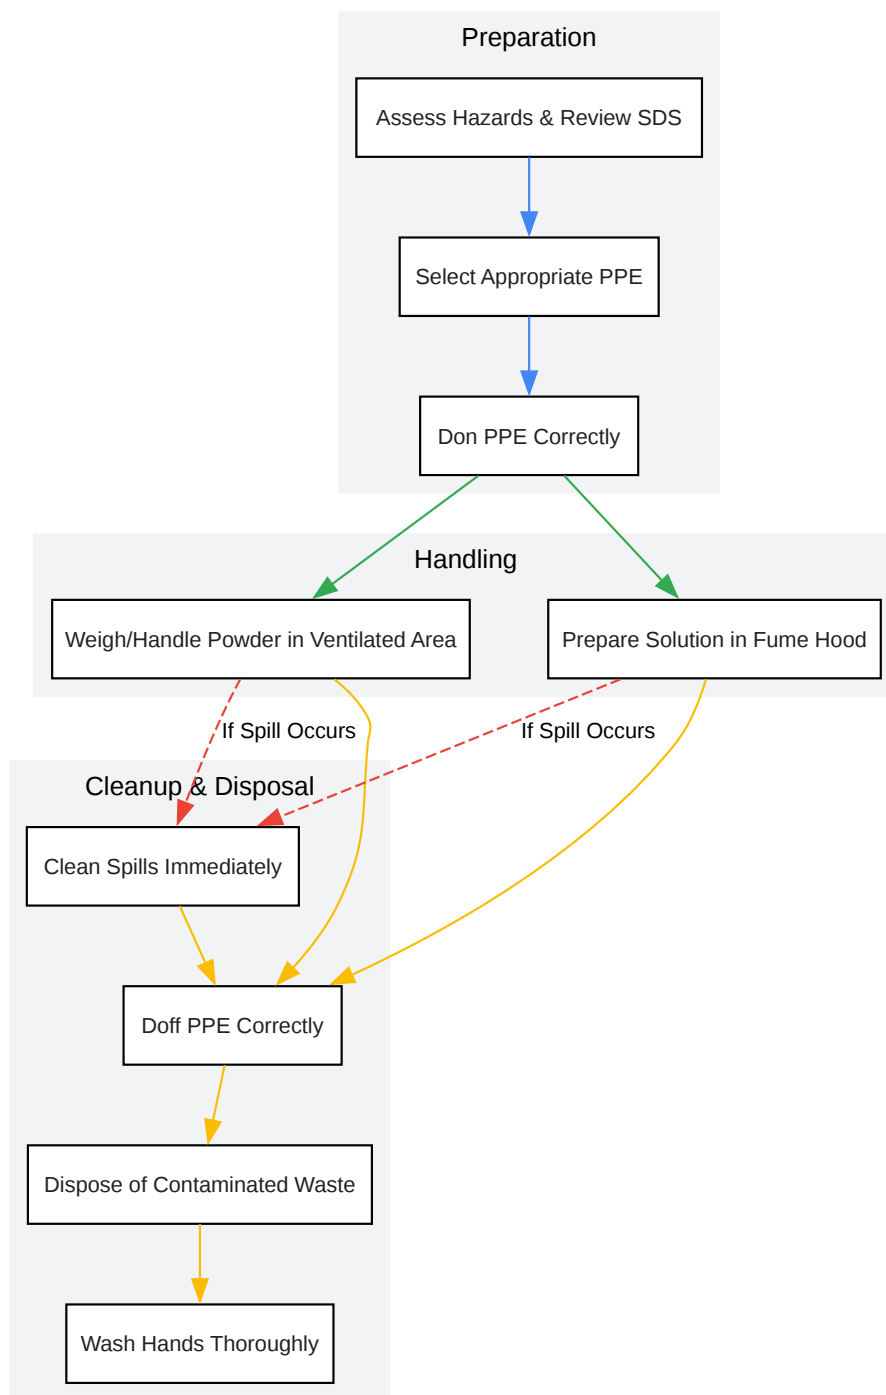 Preparation
Assess Hazards & Review SDS
Select Appropriate PPE
Don PPE Correctly
Handling
Weigh/Handle Powder in Ventilated Area
Prepare Solution in Fume Hood
If Spill Occurs
If Spill Occurs
Cleanup & Disposal
Clean Spills Immediately
Doff PPE Correctly
Dispose of Contaminated Waste
Wash Hands Thoroughly